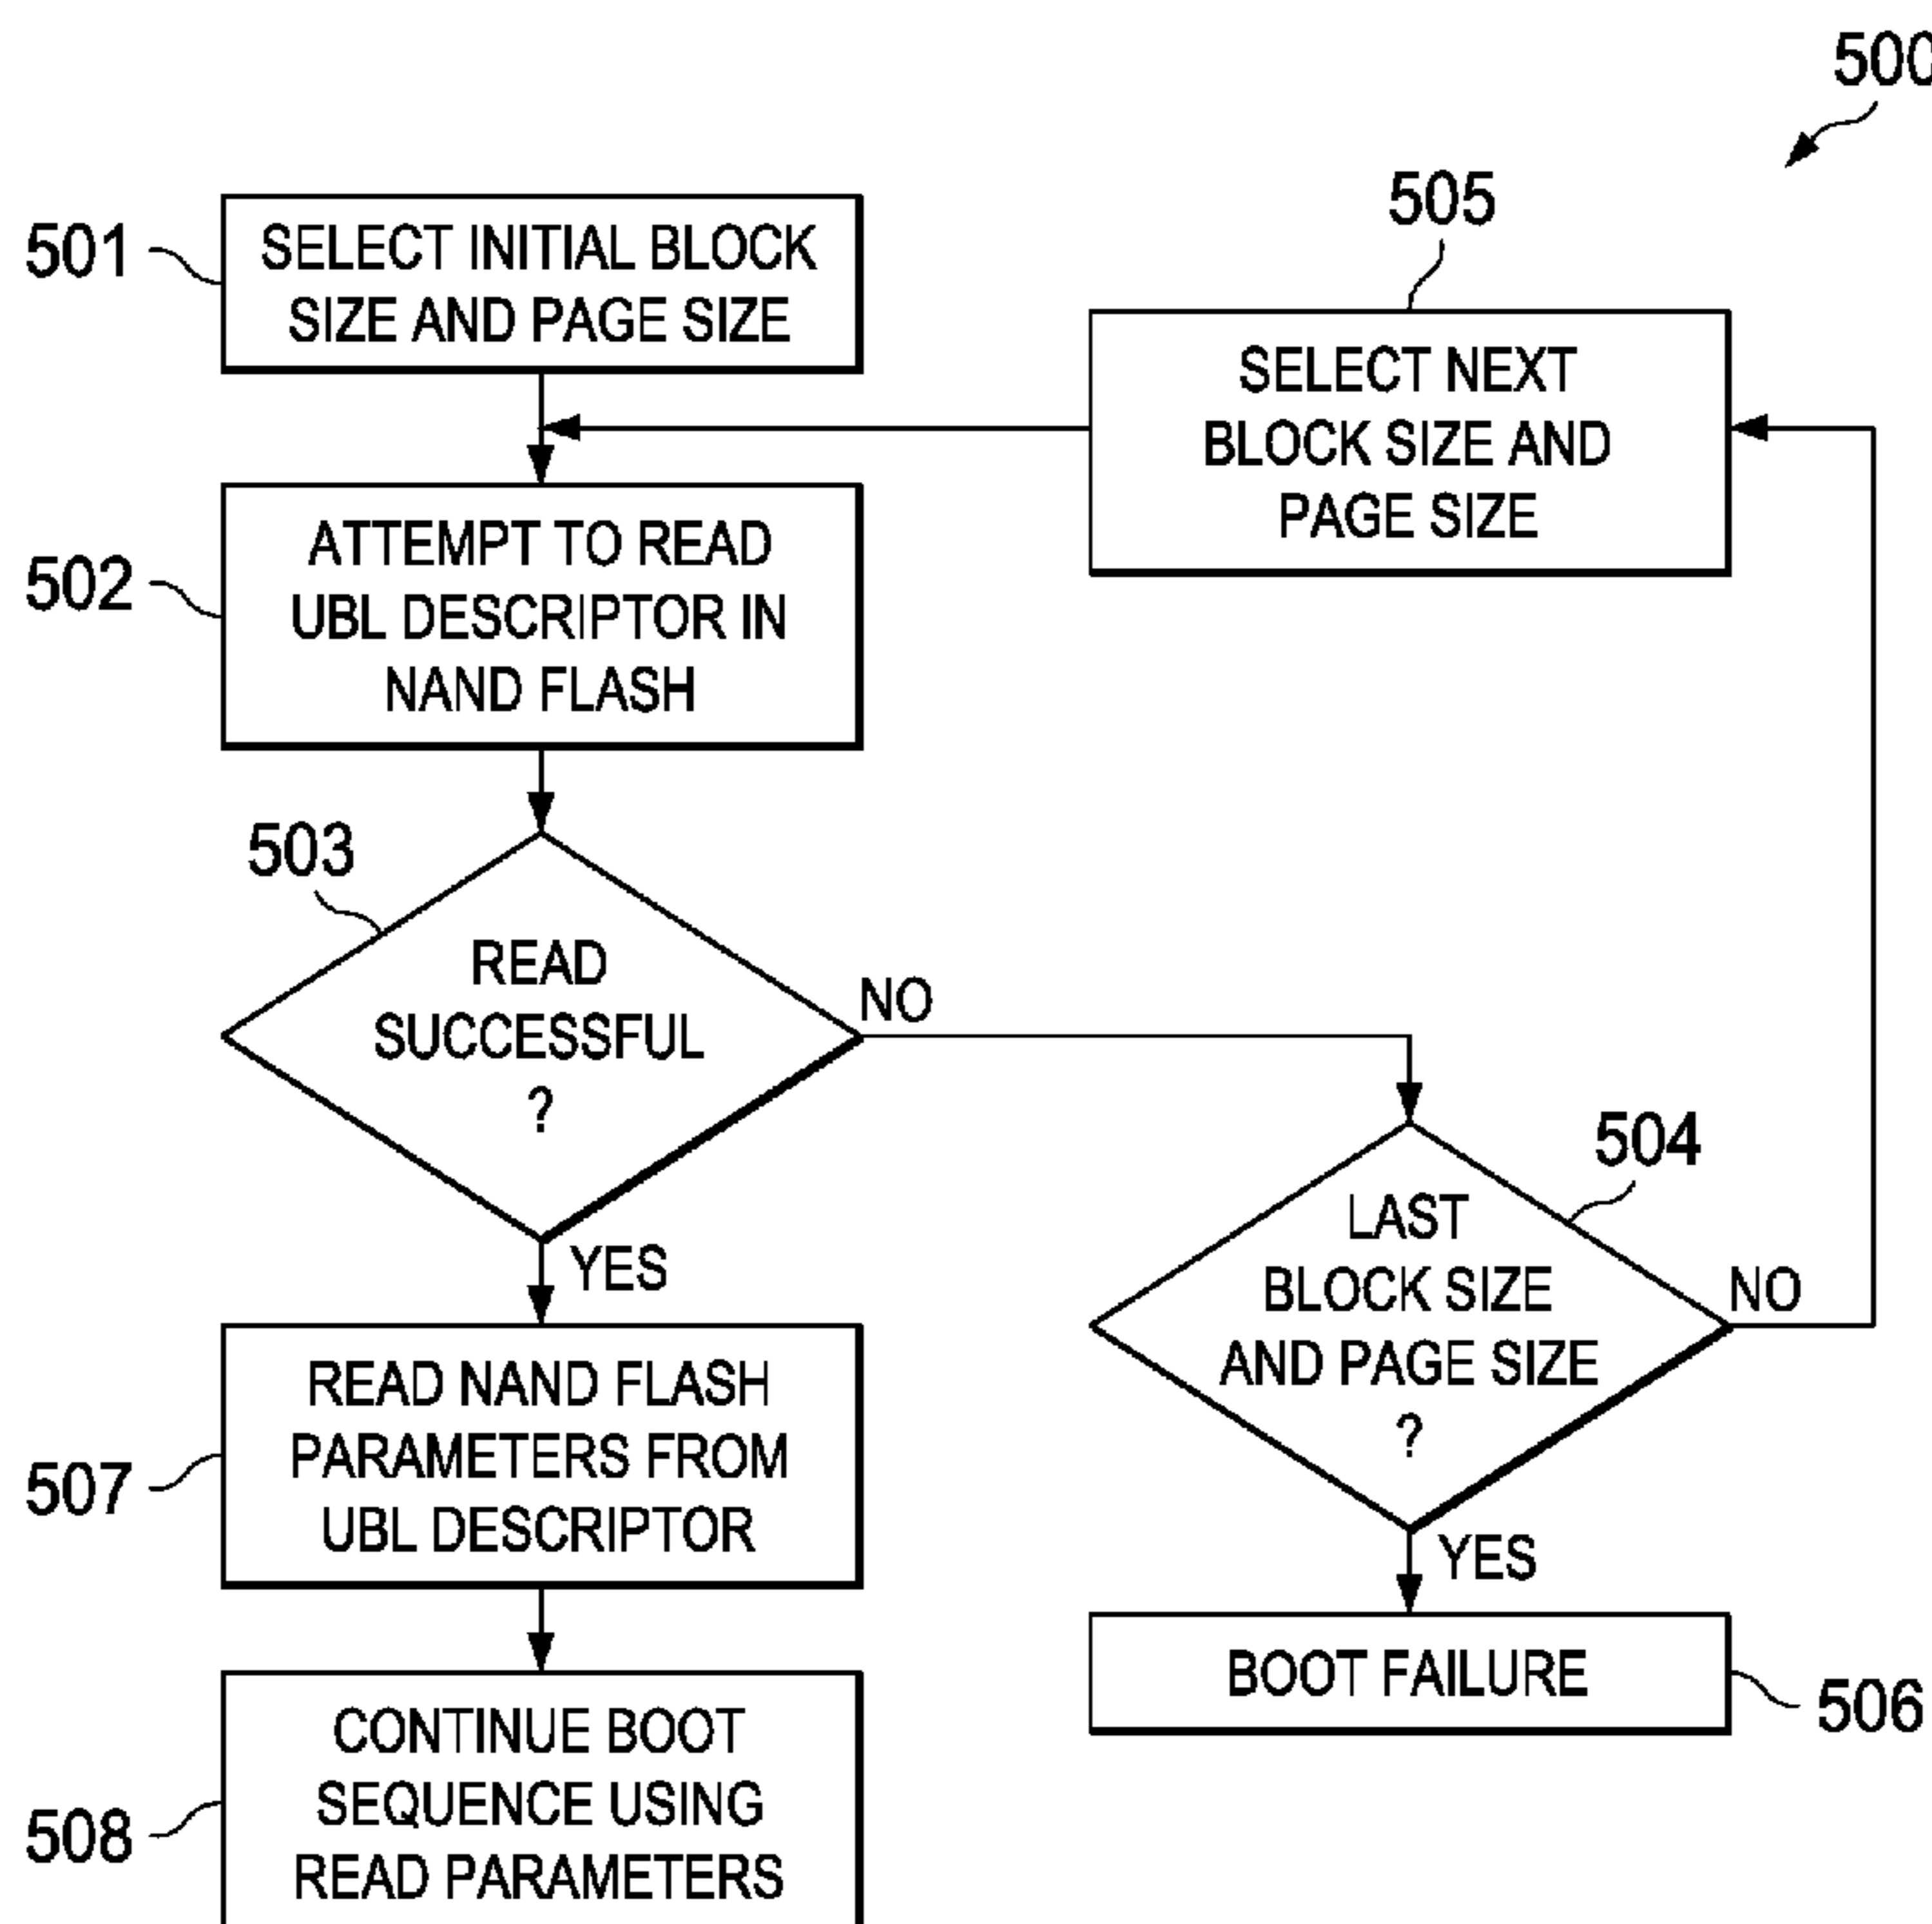 500
501
SELECT INITIAL BLOCK
SIZE AND PAGE SIZE
505
SELECT NEXT
BLOCK SIZE AND
PAGE SIZE
502
ATTEMPT TO READ
UBL DESCRIPTOR IN
NAND FLASH
503
READ
SUCCESSFUL
?
NO
YES
504
LAST
BLOCK SIZE
AND PAGE SIZE
?
NO
YES
507
READ NAND FLASH
PARAMETERS FROM
UBL DESCRIPTOR
BOOT FAILURE
506
508
CONTINUE BOOT
SEQUENCE USING
READ PARAMETERS